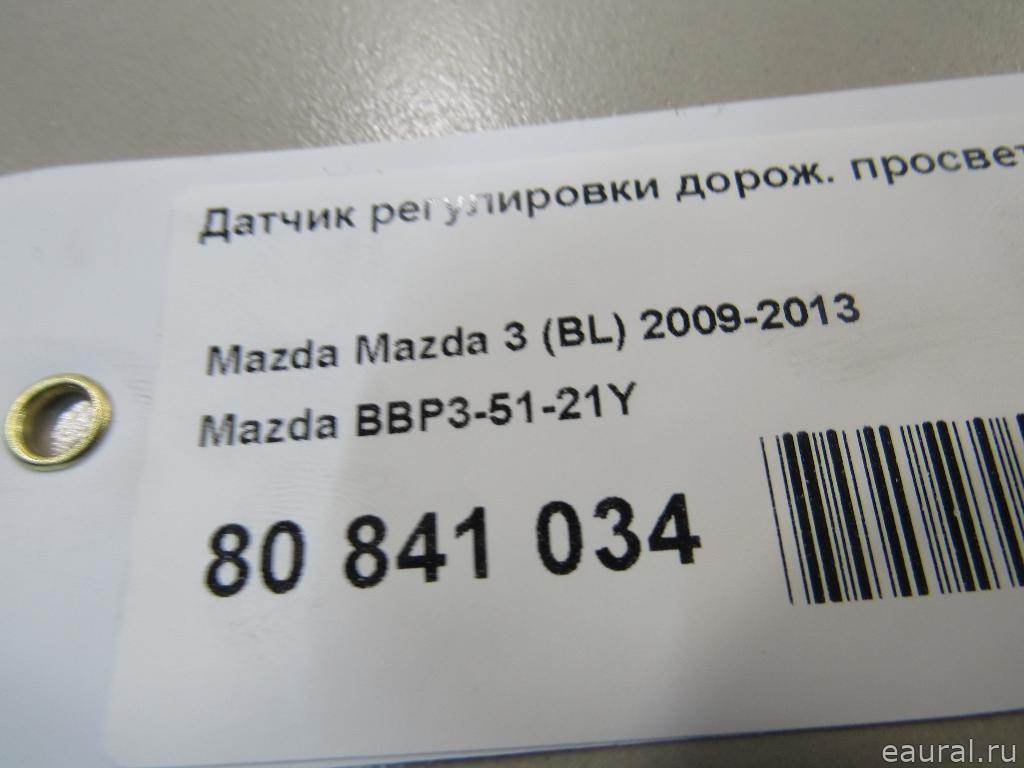 Датчик регулировки дорож. просвет
Mazda Mazda 3 (BL) 2009-2013
Mazda BBP3-51-21Y
80 841 034
eaural.ru